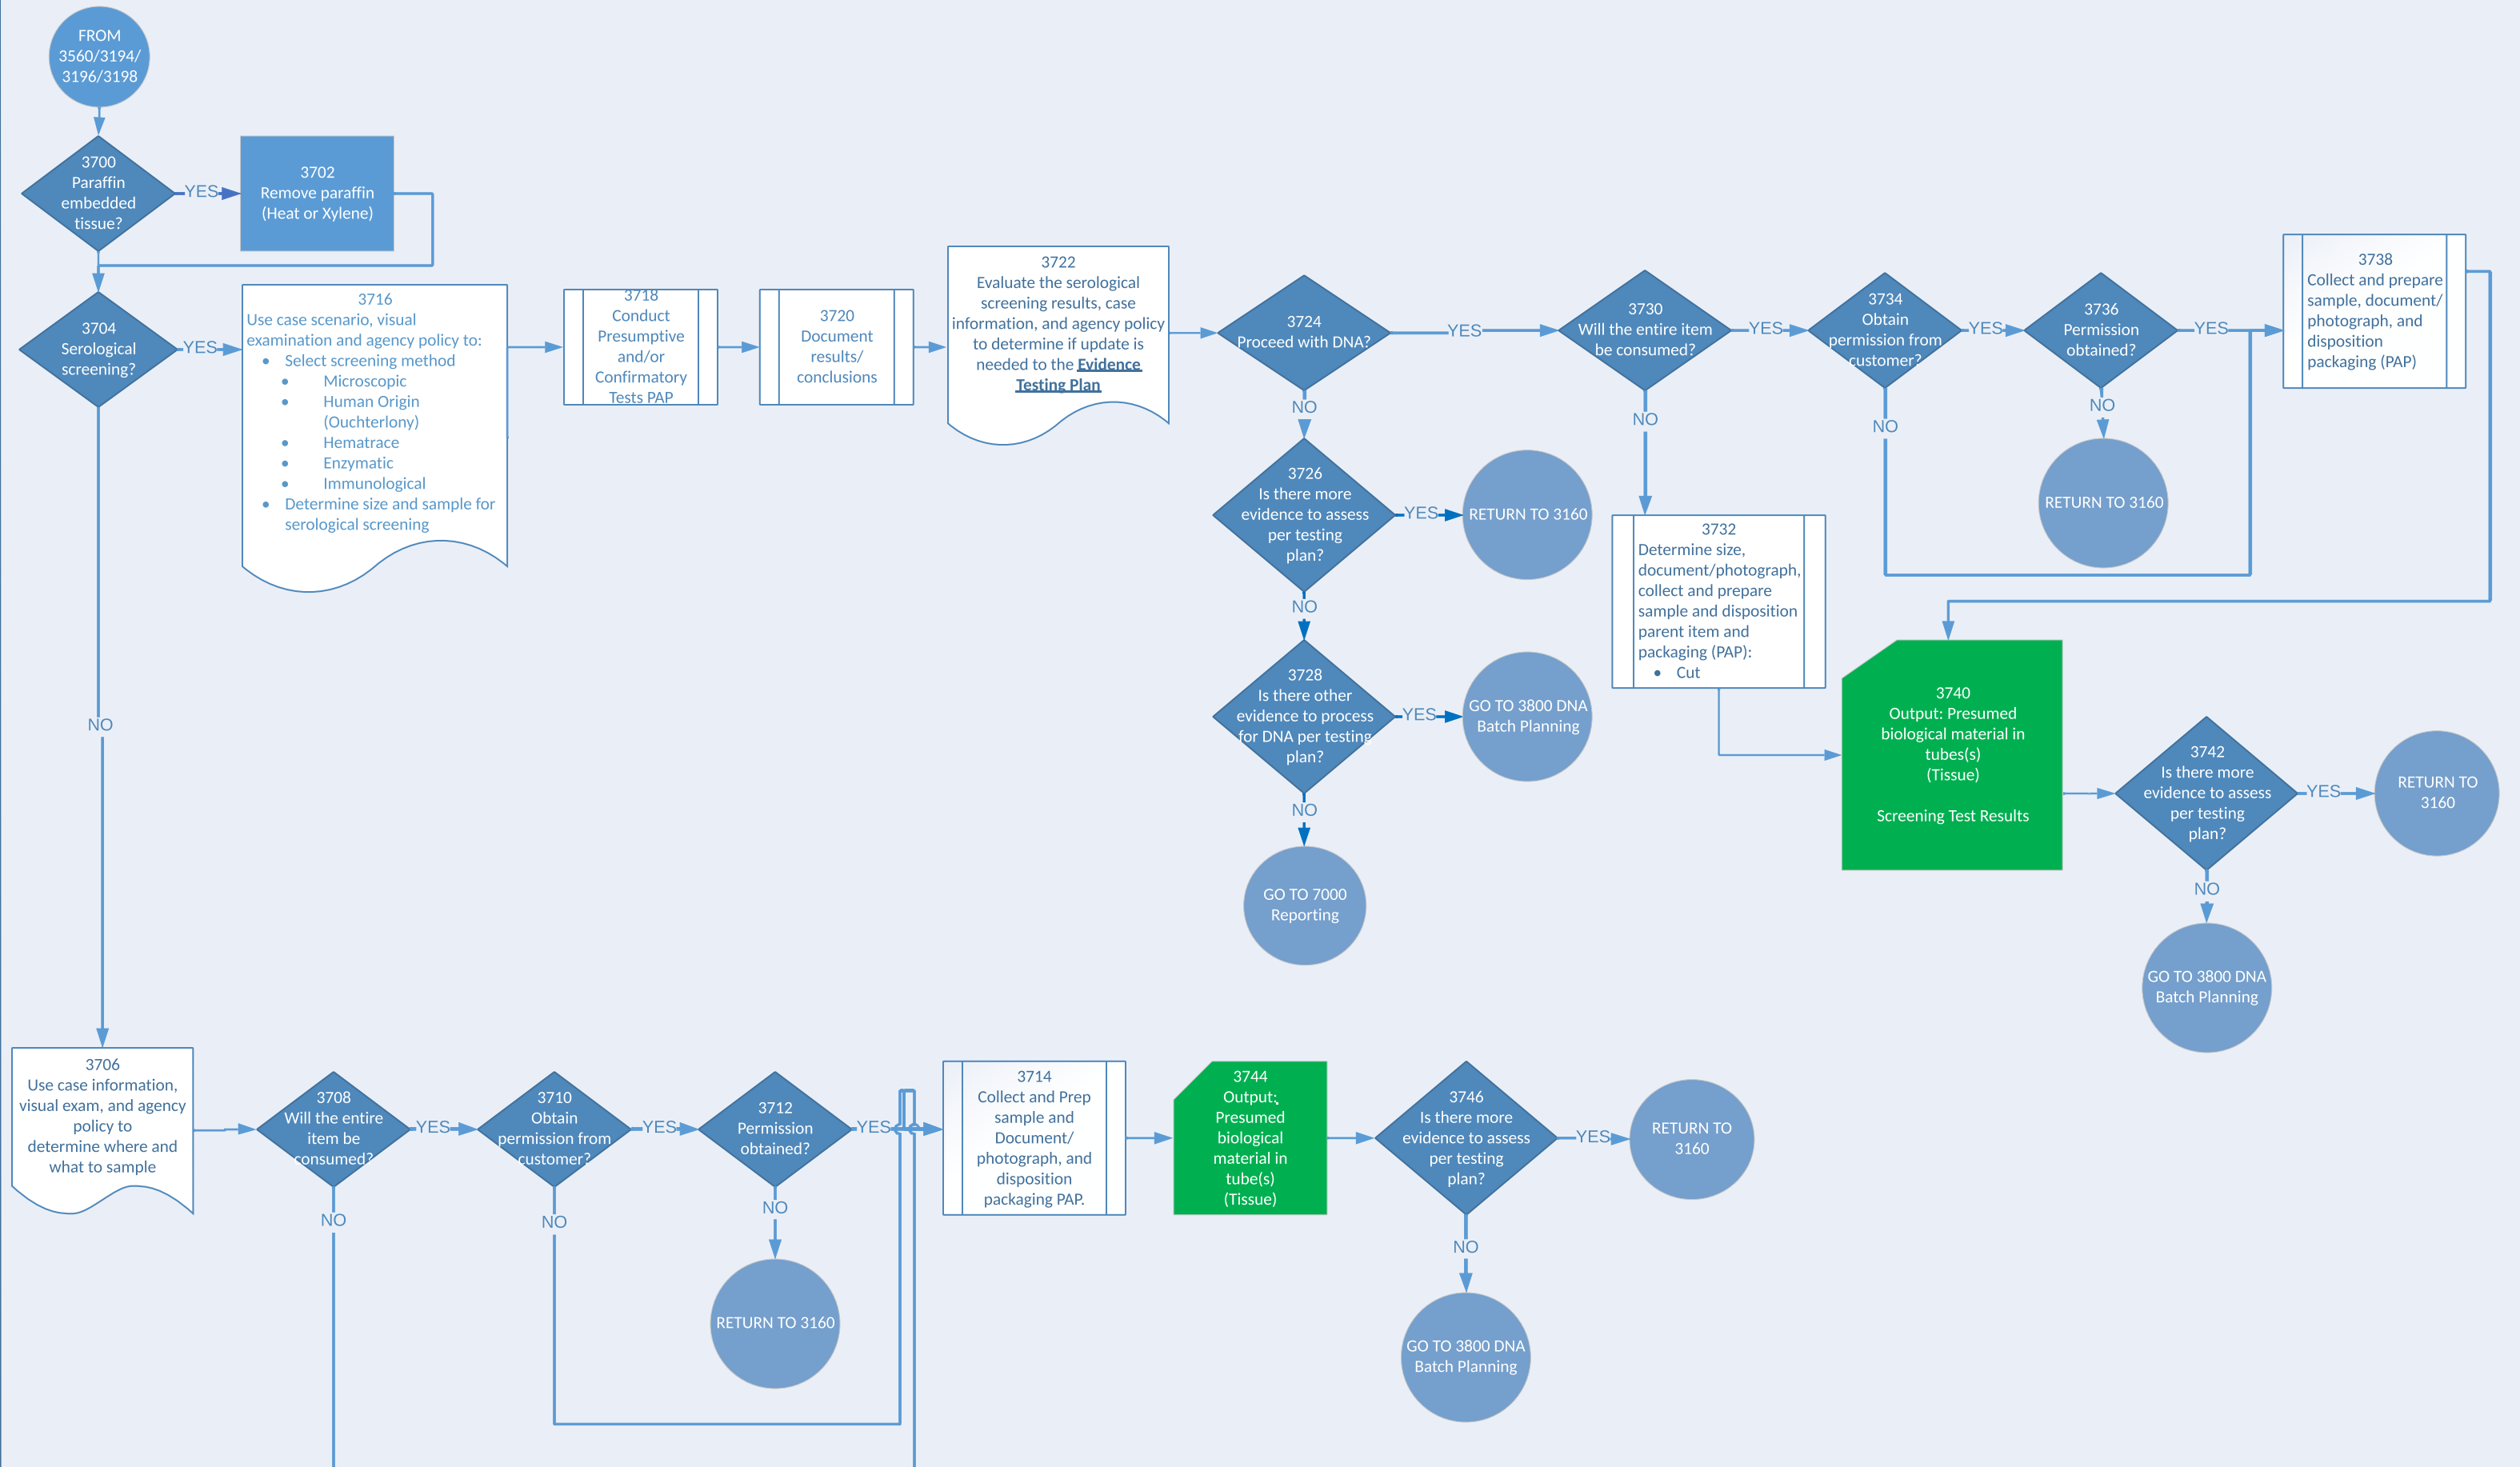 FROM
3560/3194/
3196/3198
3700
Paraffin
embedded
tissue?
YES
3702
Remove paraffin
(Heat or Xylene)
3704
Serological
screening?
YES
3716
Use case scenario, visual
examination and agency policy to:
• Select screening method
• Microscopic
• Human Origin
(Ouchterlony)
• Hematrace
• Enzymatic
• Immunological
• Determine size and sample for
serological screening
3718
Conduct
Presumptive
and/or
Confirmatory
Tests PAP
3720
Document
results/
conclusions
3722
Evaluate the serological
screening results, case
information, and agency policy
to determine if update is
needed to the Evidence
Testing Plan
3724
Proceed with DNA?
YES
NO
3726
Is there more
evidence to assess
per testing
plan?
YES
RETURN TO 3160
NO
3728
Is there other
evidence to process
for DNA per testing
plan?
YES
GO TO 3800 DNA
Batch Planning
NO
GO TO 7000
Reporting
3730
Will the entire item
be consumed?
YES
NO
3732
Determine size,
document/photograph,
collect and prepare
sample and disposition
parent item and
packaging (PAP):
• Cut
3734
Obtain
permission from
customer?
YES
NO
3736
Permission
obtained?
YES
NO
RETURN TO 3160
3738
Collect and prepare
sample, document/
photograph, and
disposition
packaging (PAP)
3740
Output: Presumed
biological material in
tubes(s)
(Tissue)
Screening Test Results
3742
Is there more
evidence to assess
per testing
plan?
YES
RETURN TO
3160
NO
GO TO 3800 DNA
Batch Planning
NO
3706
Use case information,
visual exam, and agency
policy to
determine where and
what to sample
3708
Will the entire
item be
consumed?
YES
NO
3710
Obtain
permission from
customer?
YES
NO
3712
Permission
obtained?
YES
NO
RETURN TO 3160
3714
Collect and Prep
sample and
Document/
photograph, and
disposition
packaging PAP.
3744
Output:
Presumed
biological
material in
tube(s)
(Tissue)
3746
Is there more
evidence to assess
per testing
plan?
YES
RETURN TO
3160
NO
GO TO 3800 DNA
Batch Planning